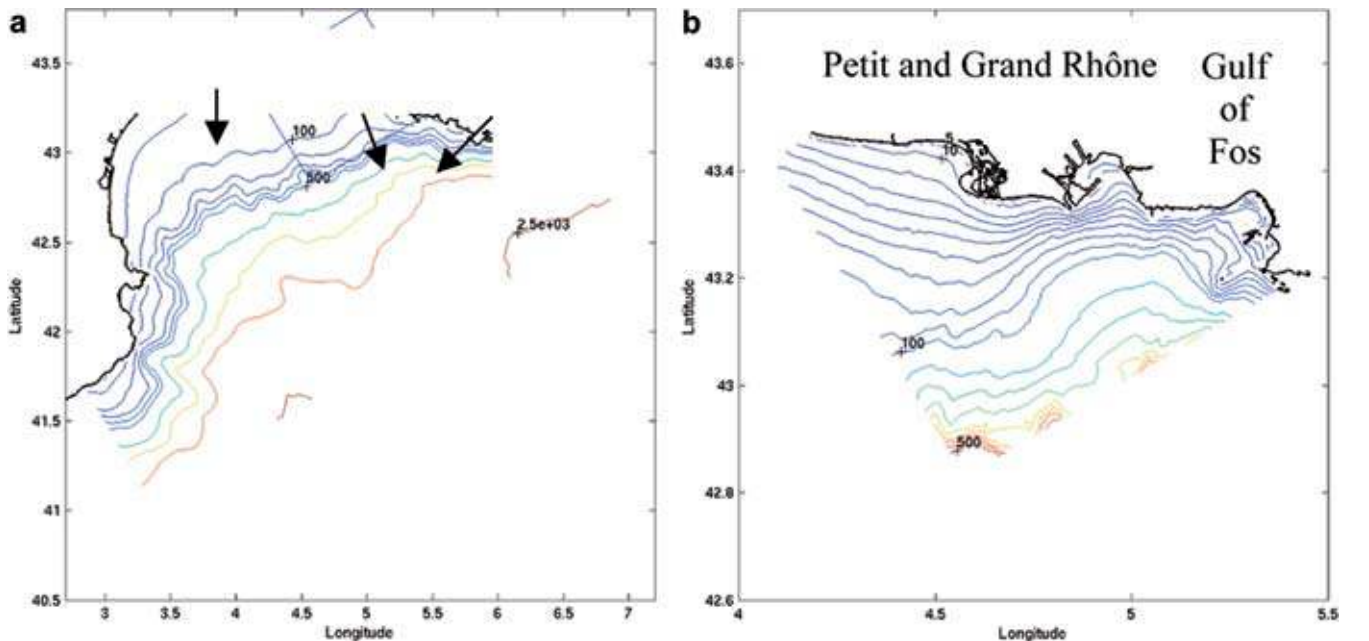 a
43.5
43
42.5
42
41.5
41
40.5
3
3.5
4
4.5
5
5.5
6
6.5
7
Latitude
Longitude
100
500
2.5e+03
b
Petit and Grand Rhône
Gulf
of
Fos
43.6
43.4
43.2
43
42.8
42.6
4
4.5
5
5.5
Latitude
Longitude
5
10
100
500